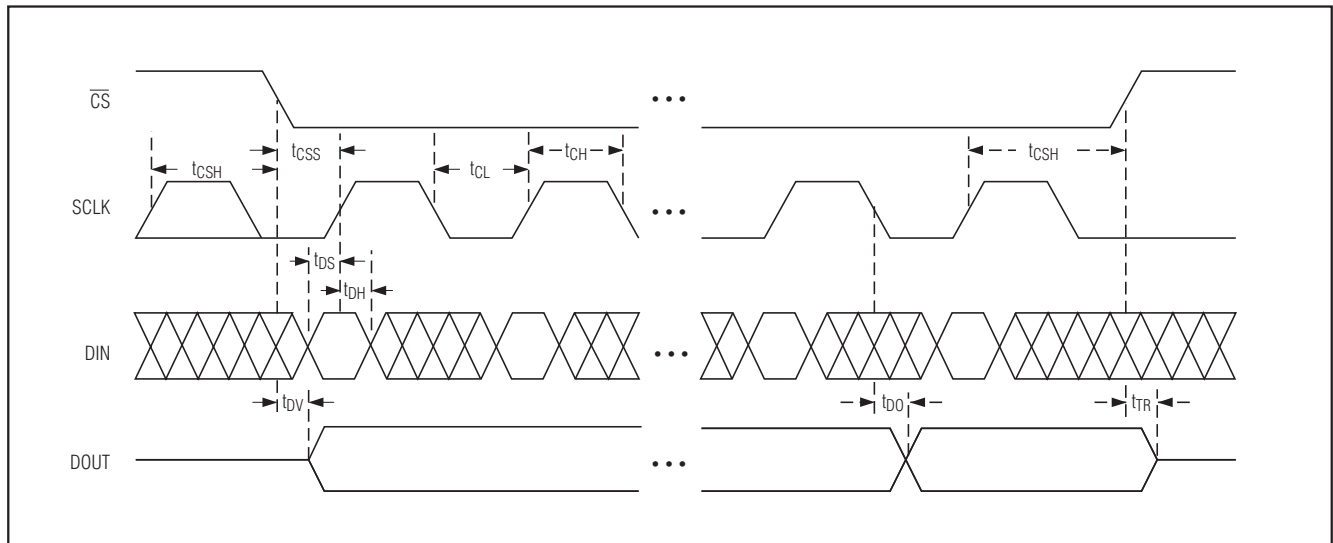 CS
•••
tCSH
tCSS
tCL
tCH
tCSH
SCLK
•••
tDS
tDH
DIN
•••
tDV
tDO
tTR
DOUT
•••